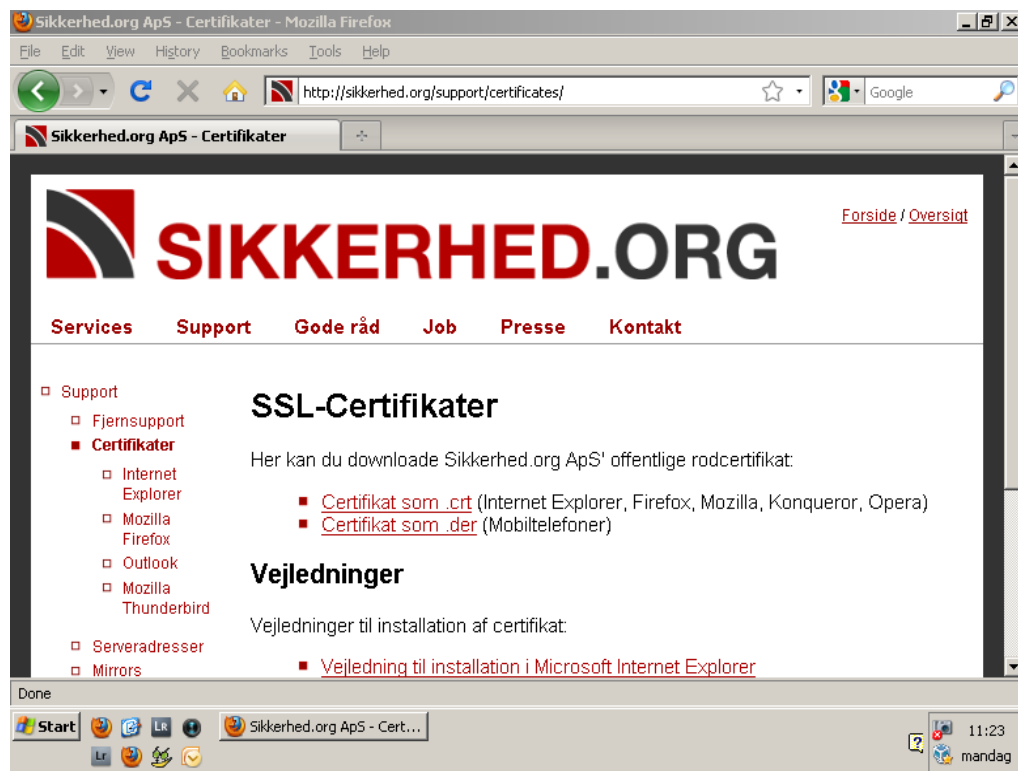 Sikkerhed.org ApS - Certifikater - Mozilla Firefox
File Edit View History Bookmarks Tools Help
http://sikkerhed.org/support/certificates/
Google
Sikkerhed.org ApS - Certifikater
SIKKERHED.ORG
Forside / Oversigt
Services Support Gode råd Job Presse Kontakt
Support
Fjernsupport
Certifikater
Internet
Explorer
Mozilla
Firefox
Outlook
Mozilla
Thunderbird
Serveradresser
Mirrors
SSL-Certifikater
Her kan du downloade Sikkerhed.org ApS' offentlige rodcertifikat:
Certifikat som .crt (Internet Explorer, Firefox, Mozilla, Konqueror, Opera)
Certifikat som .der (Mobiltelefoner)
Vejledninger
Vejledninger til installation af certifikat:
Vejledning til installation i Microsoft Internet Explorer
Done
Start
LR
Lr
Sikkerhed.org ApS - Cert...
11:23
mandag